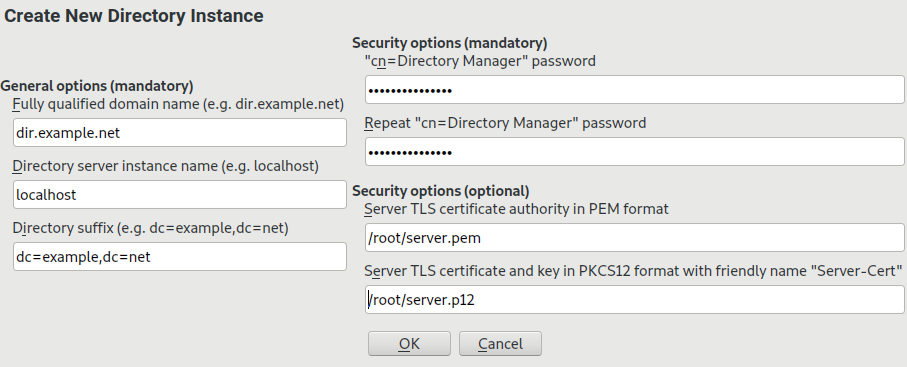 Create New Directory Instance
General options (mandatory)
Fully qualified domain name (e.g. dir.example.net)
dir.example.net
Directory server instance name (e.g. localhost)
localhost
Directory suffix (e.g. dc=example,dc=net)
dc=example,dc=net
Security options (mandatory)
"cn=Directory Manager" password
•••••••••••••••
Repeat "cn=Directory Manager" password
•••••••••••••••
Security options (optional)
Server TLS certificate authority in PEM format
/root/server.pem
Server TLS certificate and key in PKCS12 format with friendly name "Server-Cert"
/root/server.p12
OK
Cancel